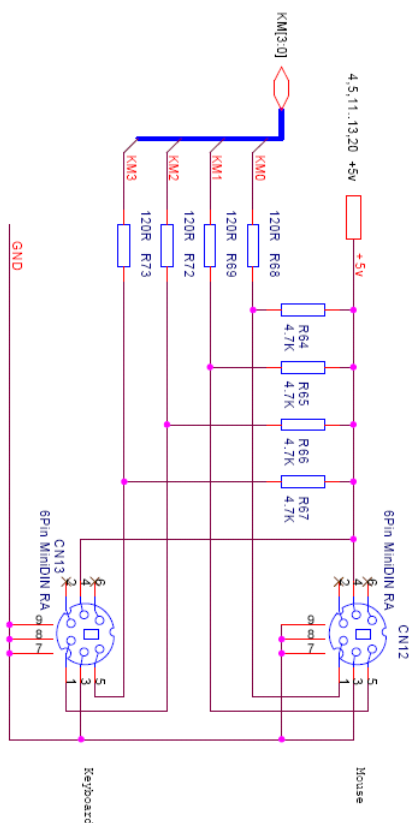 KM[3:0]
4,5,11..13,20 +5v
+5v
KM0
KM1
KM2
KM3
120R R68
120R R69
120R R72
120R R73
GND
R64
4.7K
R65
4.7K
R66
4.7K
R67
4.7K
6Pin MiniDIN RA
CN12
2 4 6
9
8
7
1 3 5
Mouse
6Pin MiniDIN RA
CN13
2 4 6
9
8
7
1 3 5
Keyboard